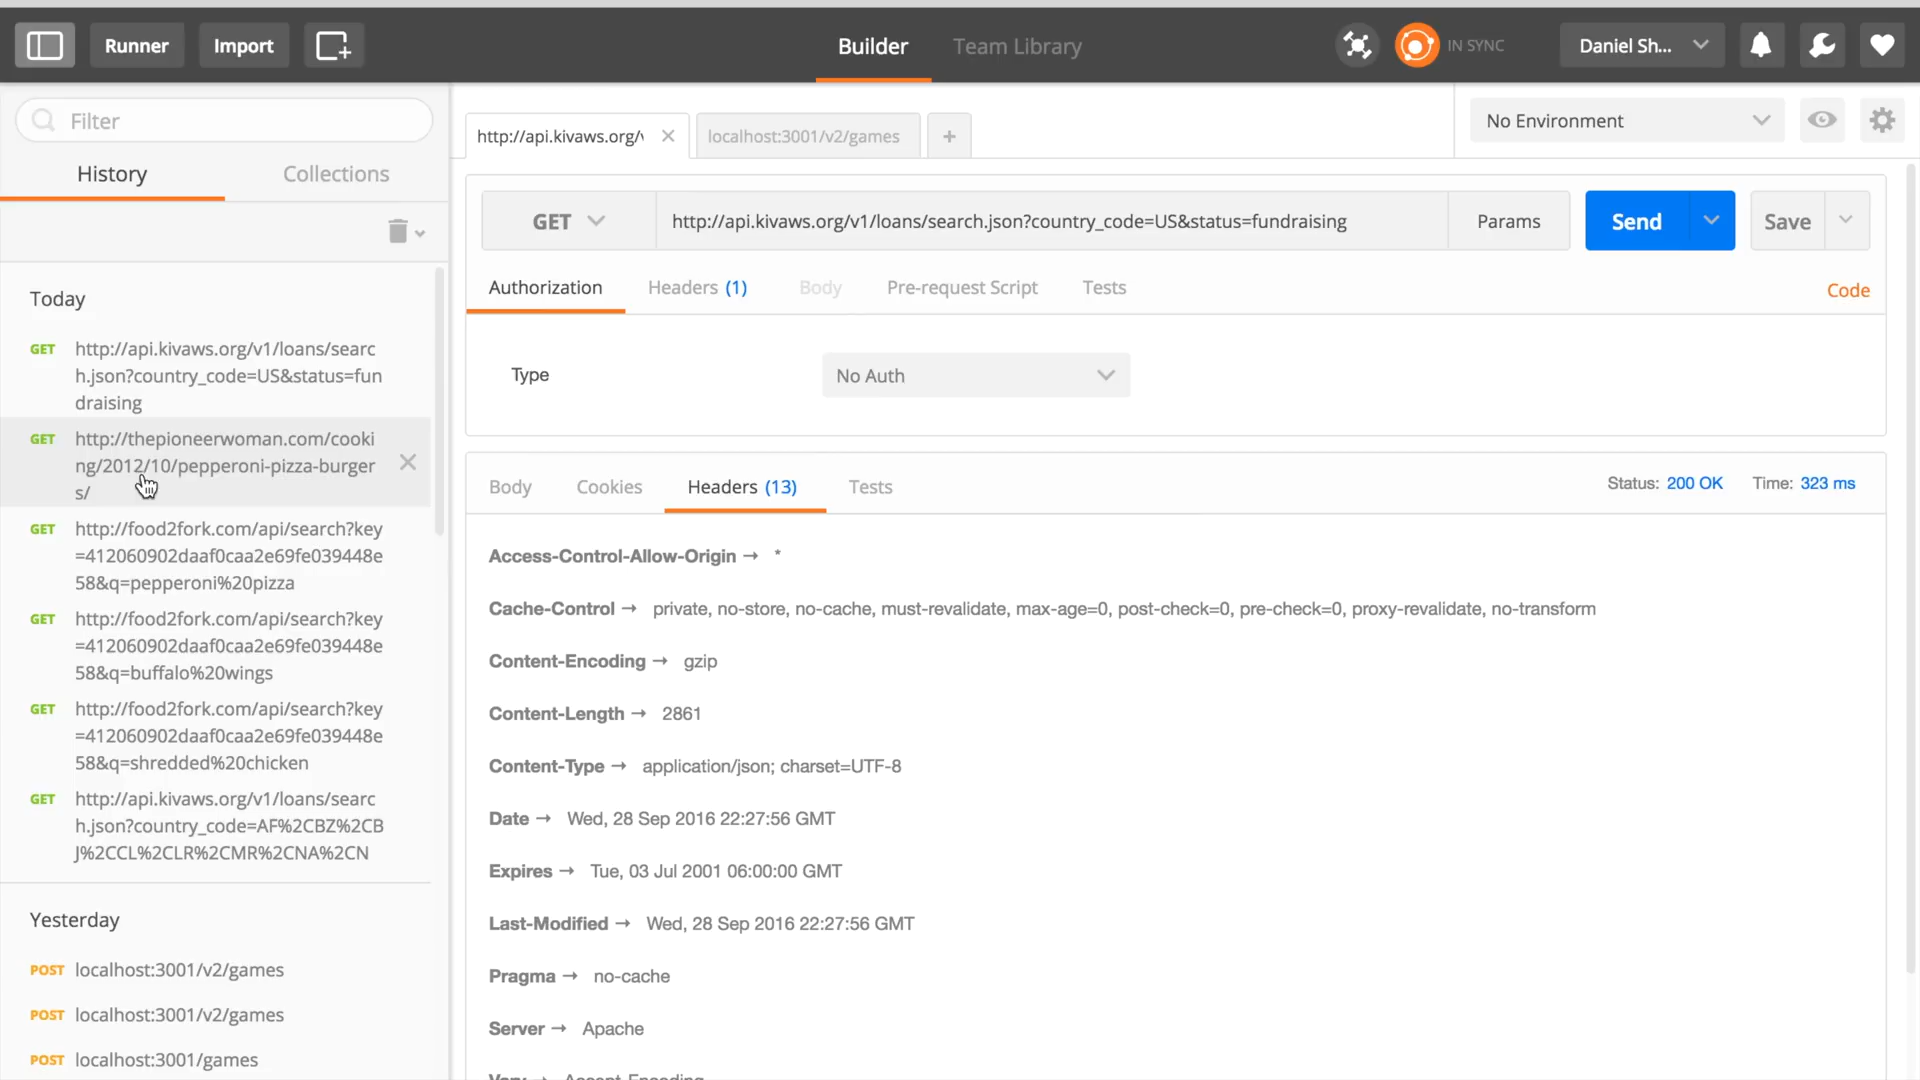 Runner
Import
Builder
Team Library
IN SYNC
Daniel Sh...
Filter
History
Collections
Today
GET http://api.kivaws.org/v1/loans/searc
h.json?country_code=US&status=fun
draising
GET http://thepioneerwoman.com/cooki
ng/2012/10/pepperoni-pizza-burger
s/
GET http://food2fork.com/api/search?key
=412060902daaf0caa2e69fe039448e
58&q=pepperoni%20pizza
GET http://food2fork.com/api/search?key
=412060902daaf0caa2e69fe039448e
58&q=buffalo%20wings
GET http://food2fork.com/api/search?key
=412060902daaf0caa2e69fe039448e
58&q=shredded%20chicken
GET http://api.kivaws.org/v1/loans/searc
h.json?country_code=AF%2CBZ%2CB
J%2CCL%2CLR%2CMR%2CNA%2CN
Yesterday
POST localhost:3001/v2/games
POST localhost:3001/v2/games
POST localhost:3001/games
http://api.kivaws.org/
localhost:3001/v2/games
No Environment
GET
http://api.kivaws.org/v1/loans/search.json?country_code=US&status=fundraising
Params
Send
Save
Authorization
Headers (1)
Body
Pre-request Script
Tests
Code
Type
No Auth
Body
Cookies
Headers (13)
Tests
Status: 200 OK
Time: 323 ms
Access-Control-Allow-Origin → *
Cache-Control → private, no-store, no-cache, must-revalidate, max-age=0, post-check=0, pre-check=0, proxy-revalidate, no-transform
Content-Encoding → gzip
Content-Length → 2861
Content-Type → application/json; charset=UTF-8
Date → Wed, 28 Sep 2016 22:27:56 GMT
Expires → Tue, 03 Jul 2001 06:00:00 GMT
Last-Modified → Wed, 28 Sep 2016 22:27:56 GMT
Pragma → no-cache
Server → Apache
Vary → Accept-Encoding